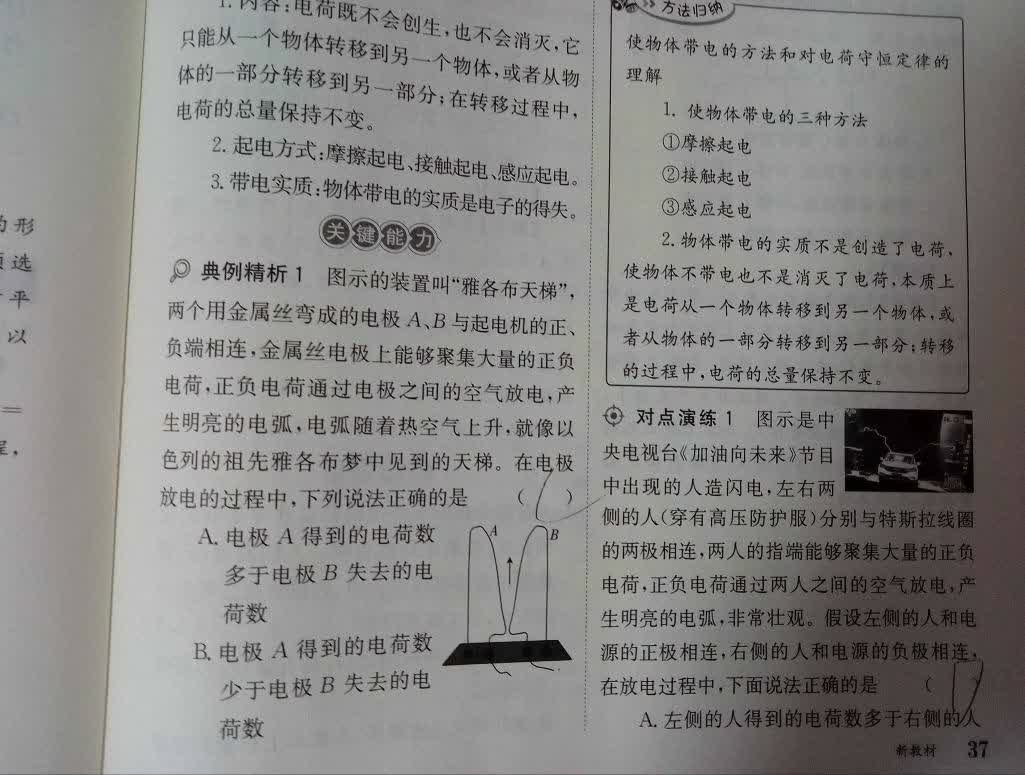 1. 内容:电荷既不会创生,也不会消灭,它
只能从一个物体转移到另一个物体,或者从物
体的一部分转移到另一部分;在转移过程中,
电荷的总量保持不变。
2. 起电方式:摩擦起电、接触起电、感应起电。
3. 带电实质:物体带电的实质是电子的得失。
关键能力
典例精析 1 图示的装置叫“雅各布天梯”,
两个用金属丝弯成的电极 A、B 与起电机的正、
负端相连,金属丝电极上能够聚集大量的正负
电荷,正负电荷通过电极之间的空气放电,产
生明亮的电弧,电弧随着热空气上升,就像以
色列的祖先雅各布梦中见到的天梯。在电极
放电的过程中,下列说法正确的是 ( )
A. 电极 A 得到的电荷数
多于电极 B 失去的电
荷数
B. 电极 A 得到的电荷数
少于电极 B 失去的电
荷数
A
B
方法归纳
使物体带电的方法和对电荷守恒定律的
理解
1. 使物体带电的三种方法
①摩擦起电
②接触起电
③感应起电
2. 物体带电的实质不是创造了电荷、
使物体不带电也不是消灭了电荷,本质上
是电荷从一个物体转移到另一个物体,或
者从物体的一部分转移到另一部分;转移
的过程中,电荷的总量保持不变。
对点演练 1 图示是中
央电视台《加油向未来》节目
中出现的人造闪电,左右两
侧的人(穿有高压防护服)分别与特斯拉线圈
的两极相连,两人的指端能够聚集大量的正负
电荷,正负电荷通过两人之间的空气放电,产
生明亮的电弧,非常壮观。假设左侧的人和电
源的正极相连,右侧的人和电源的负极相连,
在放电过程中,下面说法正确的是 ( D )
A. 左侧的人得到的电荷数多于右侧的人
新教材 37
的形
选
平
以
=